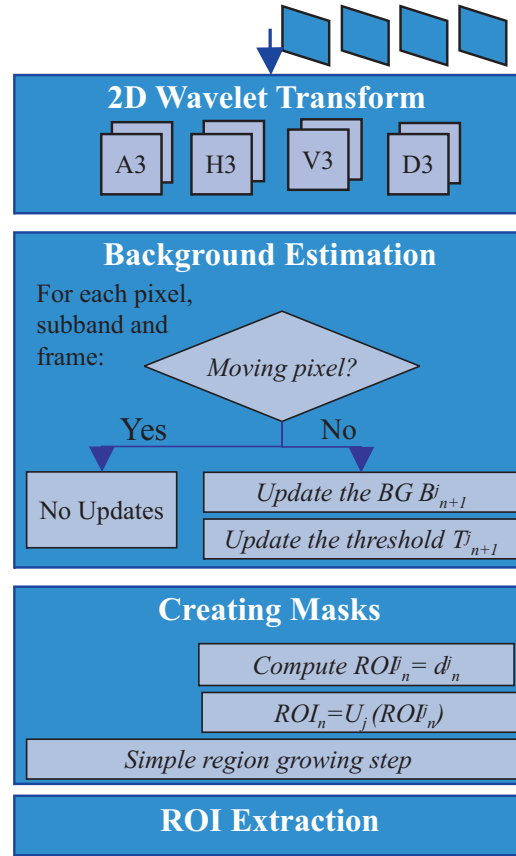 2D Wavelet Transform
A3 H3 V3 D3
Background Estimation
For each pixel,
subband and
frame:
Moving pixel?
Yes No
No Updates
Update the BG Bʲₙ₊₁
Update the threshold Tʲₙ₊₁
Creating Masks
Compute ROIʲₙ= dʲₙ
ROIₙ=Uⱼ(ROIʲₙ)
Simple region growing step
ROI Extraction